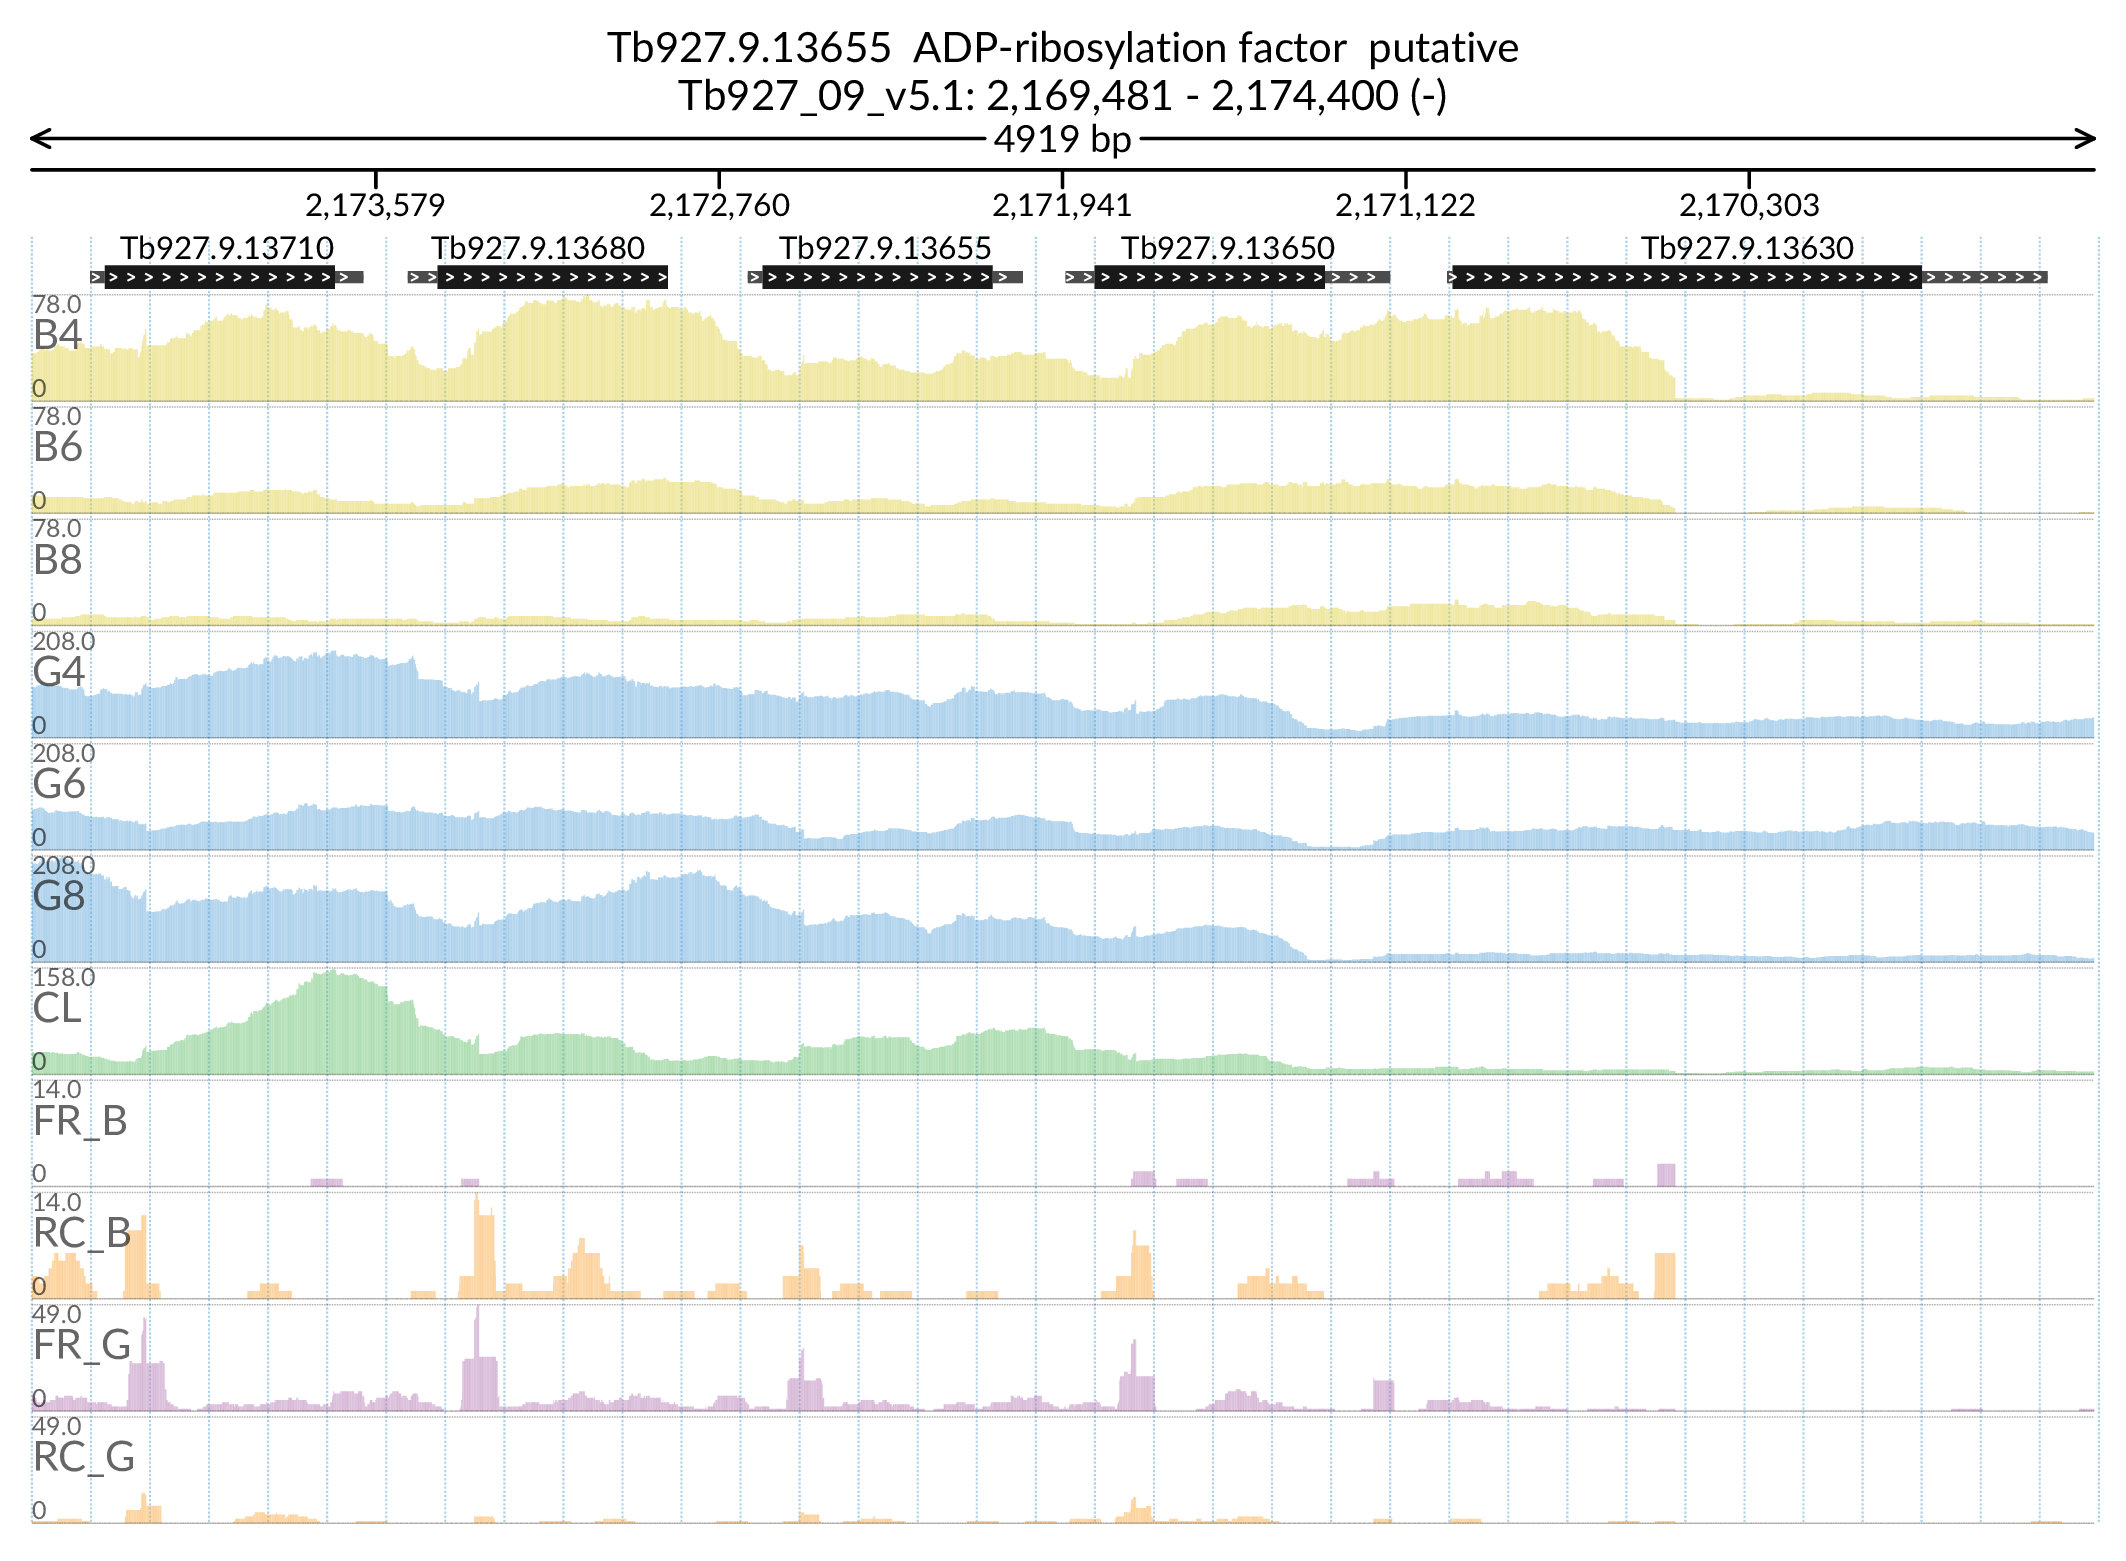 Tb927.9.13655  ADP-ribosylation factor  putative
Tb927_09_v5.1: 2,169,481 - 2,174,400 (-)
4919 bp
2,173,579 2,172,760 2,171,941 2,171,122 2,170,303
Tb927.9.13710 Tb927.9.13680 Tb927.9.13655 Tb927.9.13650 Tb927.9.13630
78.0
B4
0
78.0
B6
0
78.0
B8
0
208.0
G4
0
208.0
G6
0
208.0
G8
0
158.0
CL
0
14.0
FR_B
0
14.0
RC_B
0
49.0
FR_G
0
49.0
RC_G
0